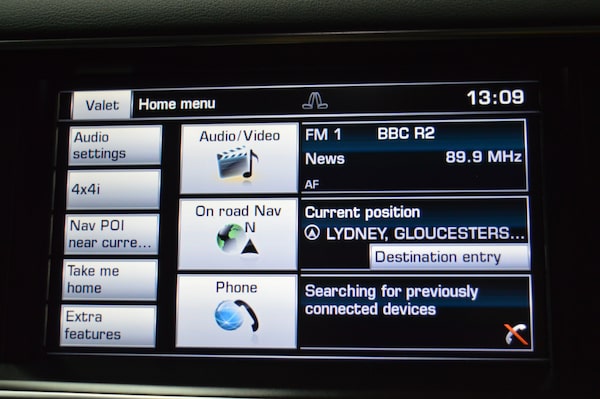 Valet Home menu 13:09
Audio
settings
4x4i
Nav POI
near curre...
Take me
home
Extra
features
Audio/Video
On road Nav
N
Phone
FM 1 BBC R2
News 89.9 MHz
AF
Current position
LYDNEY, GLOUCESTERS...
Destination entry
Searching for previously
connected devices